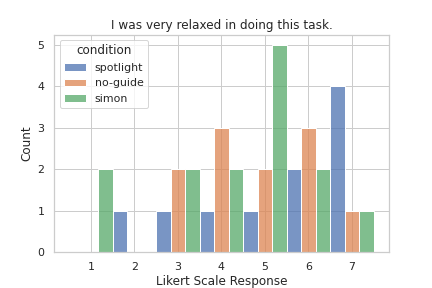 I was very relaxed in doing this task.
condition
spotlight
no-guide
simon
5
4
3
2
1
0
Count
1 2 3 4 5 6 7
Likert Scale Response